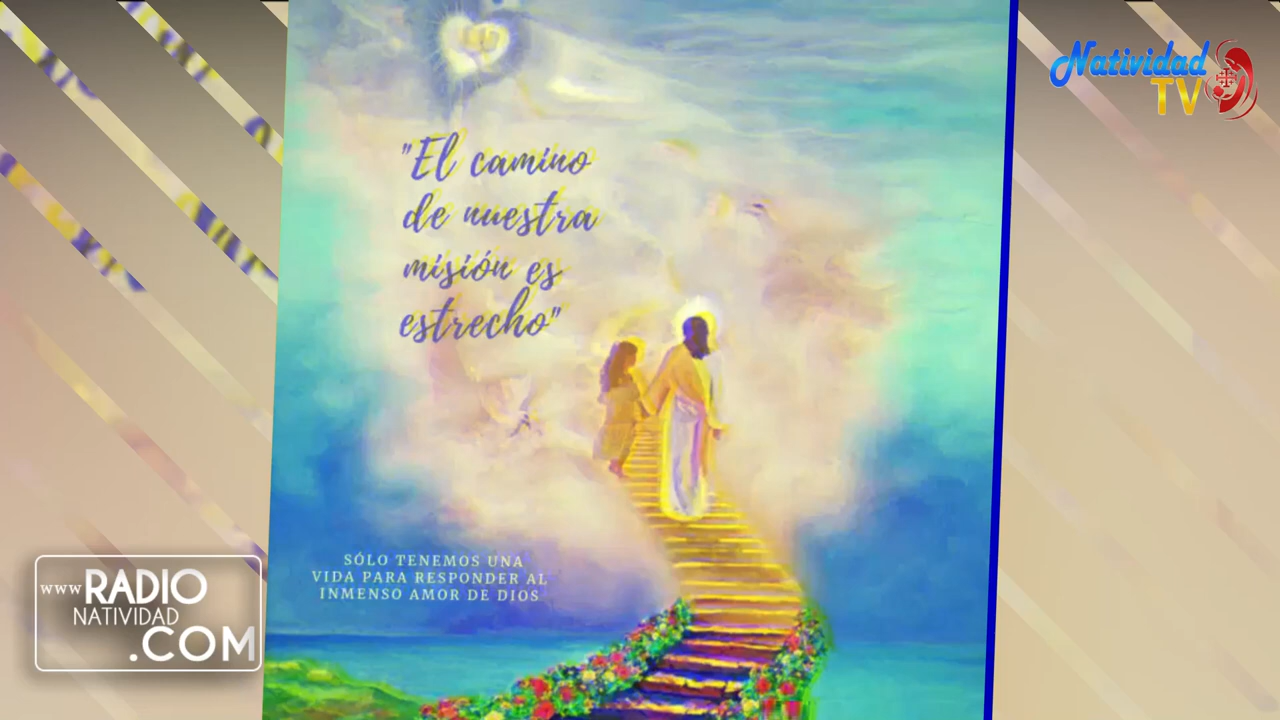 Natividad
TV
"El camino
de nuestra
misión es
estrecho"
SÓLO TENEMOS UNA
VIDA PARA RESPONDER AL
INMENSO AMOR DE DIOS
www RADIO
NATIVIDAD
.COM